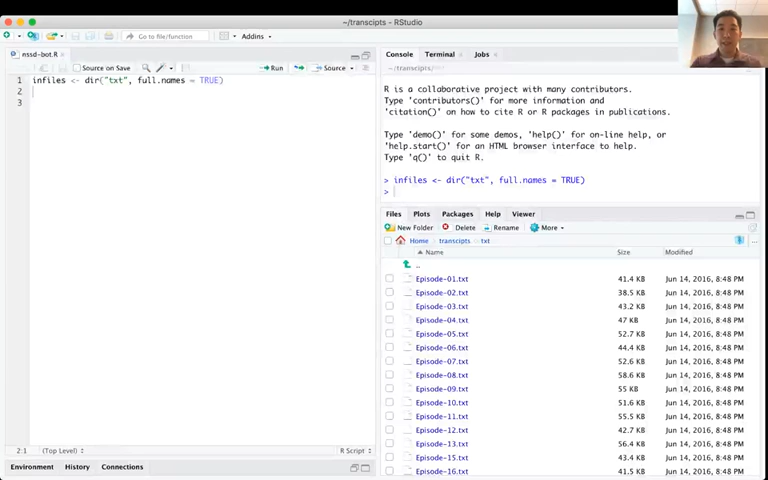 ~/transcipts - RStudio
Go to file/function
Addins
nssd-bot.R
Source on Save
Run
Source
1 infiles <- dir("txt", full.names = TRUE)
2
3
2:1
(Top Level)
R Script
Environment
History
Connections
Console
Terminal
Jobs
~/transcripts/
R is a collaborative project with many contributors.
Type 'contributors()' for more information and
'citation()' on how to cite R or R packages in publications.
Type 'demo()' for some demos, 'help()' for on-line help, or
'help.start()' for an HTML browser interface to help.
Type 'q()' to quit R.
> infiles <- dir("txt", full.names = TRUE)
>
Files
Plots
Packages
Help
Viewer
New Folder
Delete
Rename
More
Home
transcipts
txt
Name
Size
Modified
..
Episode-01.txt 41.4 KB Jun 14, 2016, 8:48 PM
Episode-02.txt 38.5 KB Jun 14, 2016, 8:48 PM
Episode-03.txt 43.2 KB Jun 14, 2016, 8:48 PM
Episode-04.txt 47 KB Jun 14, 2016, 8:48 PM
Episode-05.txt 52.7 KB Jun 14, 2016, 8:48 PM
Episode-06.txt 44.4 KB Jun 14, 2016, 8:48 PM
Episode-07.txt 52.6 KB Jun 14, 2016, 8:48 PM
Episode-08.txt 58.6 KB Jun 14, 2016, 8:48 PM
Episode-09.txt 55 KB Jun 14, 2016, 8:48 PM
Episode-10.txt 51.6 KB Jun 14, 2016, 8:48 PM
Episode-11.txt 55.5 KB Jun 14, 2016, 8:48 PM
Episode-12.txt 42.7 KB Jun 14, 2016, 8:48 PM
Episode-13.txt 56.4 KB Jun 14, 2016, 8:48 PM
Episode-15.txt 43.4 KB Jun 14, 2016, 8:48 PM
Episode-16.txt 41.5 KB Jun 14, 2016, 8:48 PM